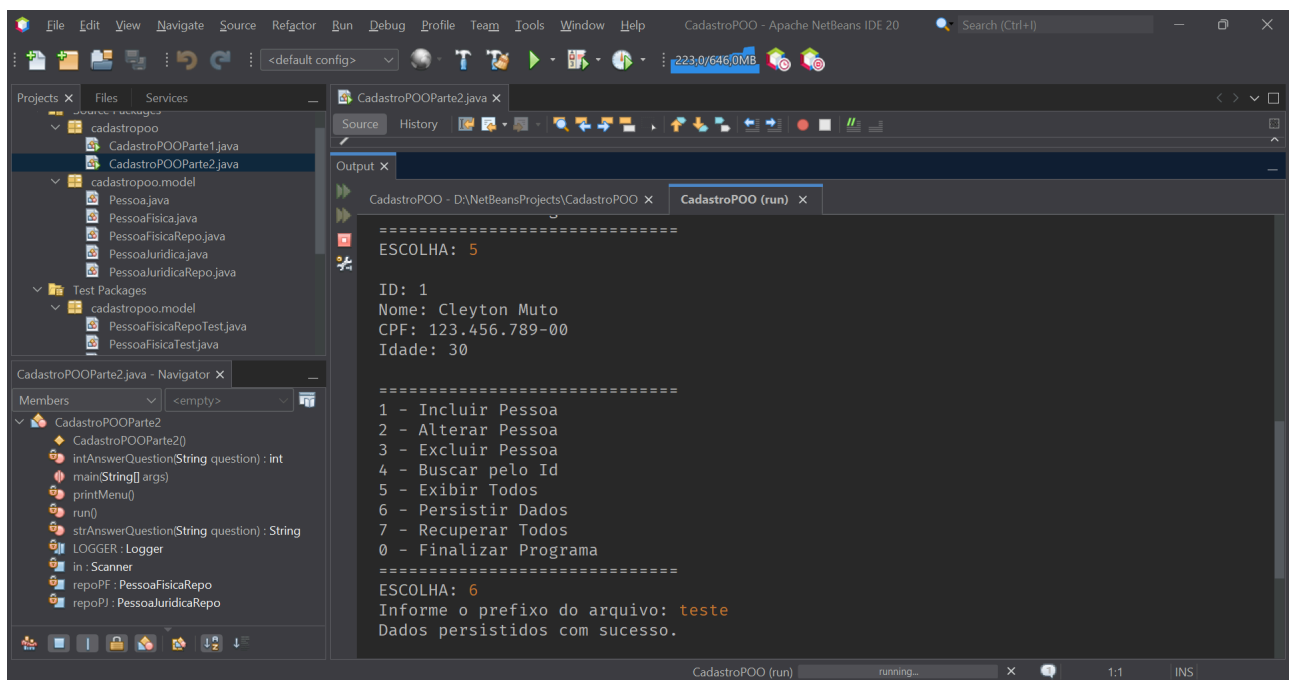 File Edit View Navigate Source Refactor Run Debug Profile Team Tools Window Help CadastroPOO - Apache NetBeans IDE 20 Search (Ctrl+I)
<default config> 223,0/646,0MB
Projects Files Services
Source Packages
cadastropoo
CadastroPOOParte1.java
CadastroPOOParte2.java
cadastropoo.model
Pessoa.java
PessoaFisica.java
PessoaFisicaRepo.java
PessoaJuridica.java
PessoaJuridicaRepo.java
Test Packages
cadastropoo.model
PessoaFisicaRepoTest.java
PessoaFisicaTest.java
CadastroPOOParte2.java - Navigator
Members <empty>
CadastroPOOParte2
CadastroPOOParte2()
intAnswerQuestion(String question) : int
main(String[] args)
printMenu()
run()
strAnswerQuestion(String question) : String
LOGGER : Logger
in : Scanner
repoPF : PessoaFisicaRepo
repoPJ : PessoaJuridicaRepo
CadastroPOOParte2.java
Source History
Output
CadastroPOO - D:\NetBeansProjects\CadastroPOO CadastroPOO (run)
==============================
ESCOLHA: 5
ID: 1
Nome: Cleyton Muto
CPF: 123.456.789-00
Idade: 30
==============================
1 - Incluir Pessoa
2 - Alterar Pessoa
3 - Excluir Pessoa
4 - Buscar pelo Id
5 - Exibir Todos
6 - Persistir Dados
7 - Recuperar Todos
0 - Finalizar Programa
==============================
ESCOLHA: 6
Informe o prefixo do arquivo: teste
Dados persistidos com sucesso.
CadastroPOO (run) running... 1:1 INS